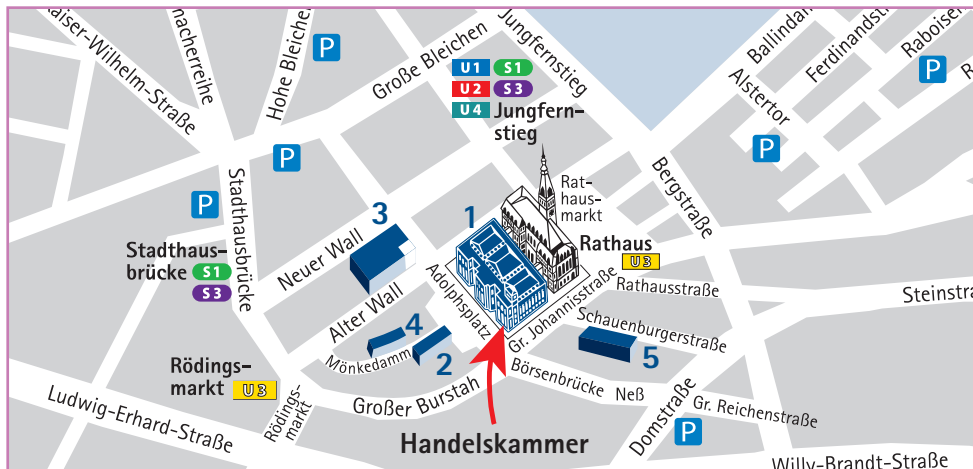 Kaiser-Wilhelm-Straße
macherreihe
Hohe Bleichen
P
Große Bleichen
Jungfernstieg
U1 S1
U2 S3
U4 Jungfern-
stieg
Ballindam
Ferdinandstr
Raboisen
Alstertor
P
P
P
P
Stadthausbrücke
Bergstraße
Rat-
haus-
markt
3
1
Neuer Wall
Stadthaus-
brücke S1
S3
Rathaus
U3
Rathausstraße
Steinstra
Adolphsplatz
Alter Wall
Gr. Johannisstraße
Schauenburgerstraße
4
2
5
Mönkedamm
Rödings-
markt U3
Börsenbrücke
Neß
Großer Burstah
Rödings-
markt
Ludwig-Erhard-Straße
Domstraße
Gr. Reichenstraße
P
Handelskammer
Willy-Brandt-Straße